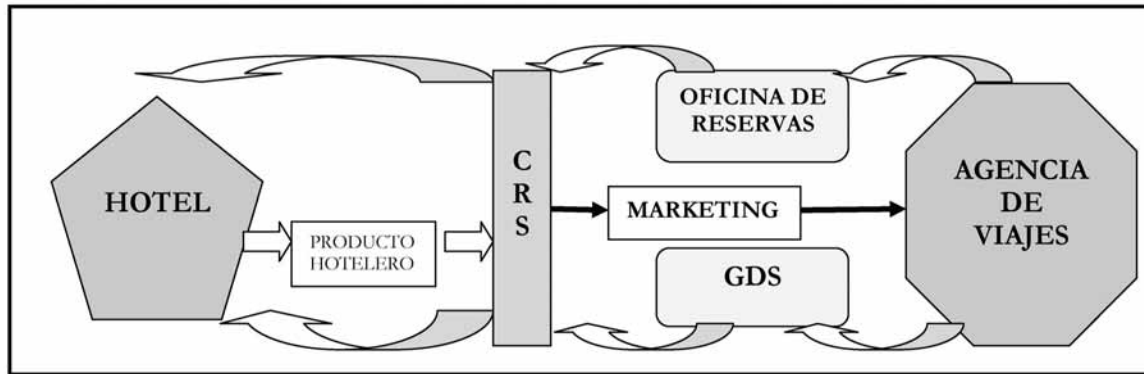 HOTEL
PRODUCTO
HOTELERO
C
R
S
OFICINA DE
RESERVAS
MARKETING
GDS
AGENCIA
DE
VIAJES